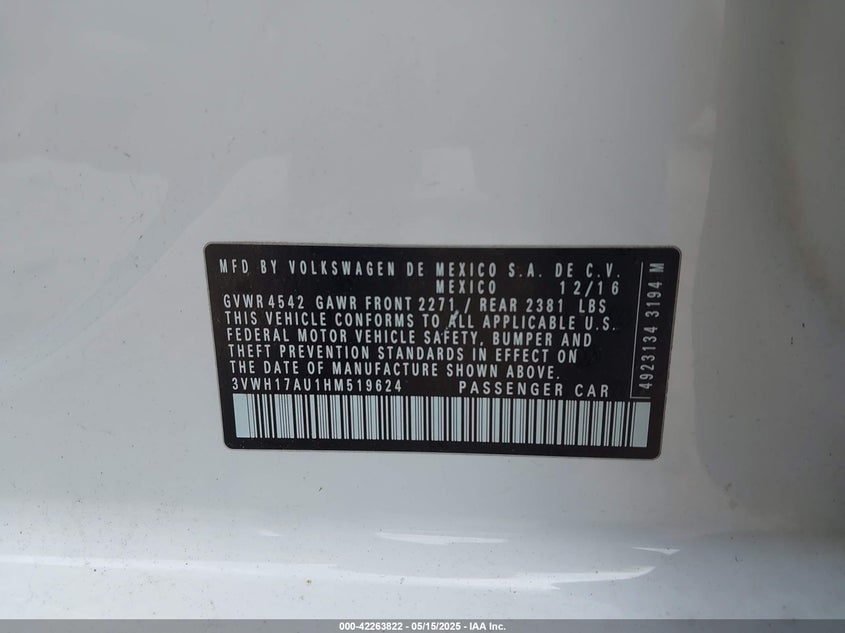 MFD BY VOLKSWAGEN DE MEXICO S.A. DE C.V.
MEXICO 12/16
GVWR 4542 GAWR FRONT 2271 / REAR 2381 LBS
THIS VEHICLE CONFORMS TO ALL APPLICABLE U.S.
FEDERAL MOTOR VEHICLE SAFETY, BUMPER AND
THEFT PREVENTION STANDARDS IN EFFECT ON
THE DATE OF MANUFACTURE SHOWN ABOVE.
3VWH17AU1HM519624 PASSENGER CAR
4923134 3194 M
000-42263822 - 05/15/2025 - IAA Inc.